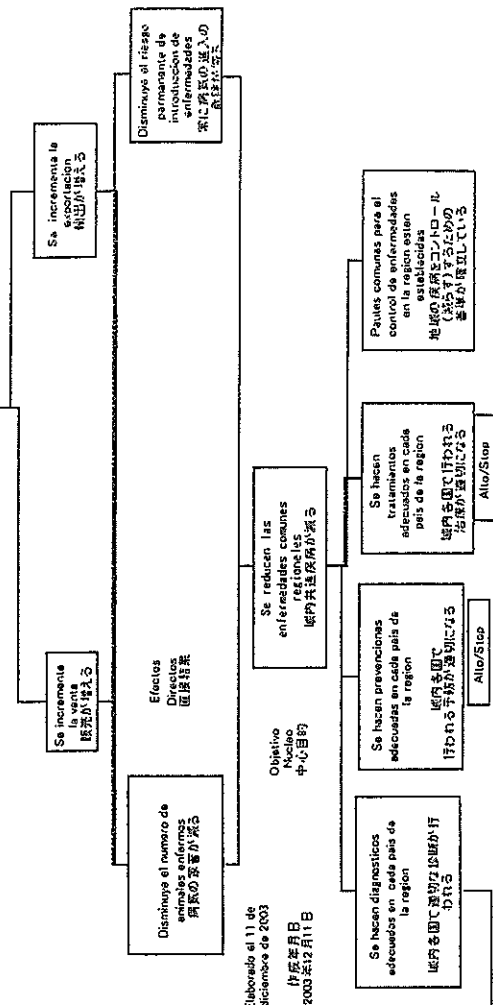 Se incrementa la
exportacion
輸出が増える
Se incrementa
la venta
販売が増える
Disminuye el riesgo
permanante de
introduccion de
enfermedades
常に病気の進入の
Efectos
Directos
直接結果
Disminuye el numero de
animales enfermos
病気の家畜が減る
Se reducen las
enfermedades comunes
regionales
域内共通疾病が減る
Objetivo
Nucleo
中心目的
Elaborado el 11 de
diciembre de 2003
作成年月日
2003年12月11日
Pautes comunas para el
control de enfermedades
en la region esten
establecidas
地域の疾病をコントロール
(減らす)するための
基準が確立している
Se hacen
tratamientos
adecuados en cada
pais de la region
域内各国で行われる
治療が適切になる
Alto/Stop
Se hacen prevenciones
adecuadas en cada pais de
la region
域内各国で
行われる予防が適切になる
Alto/Stop
Se hacen diagnosticos
adecuados en cada pais de
la region
域内各国で適切な診断が行
われる